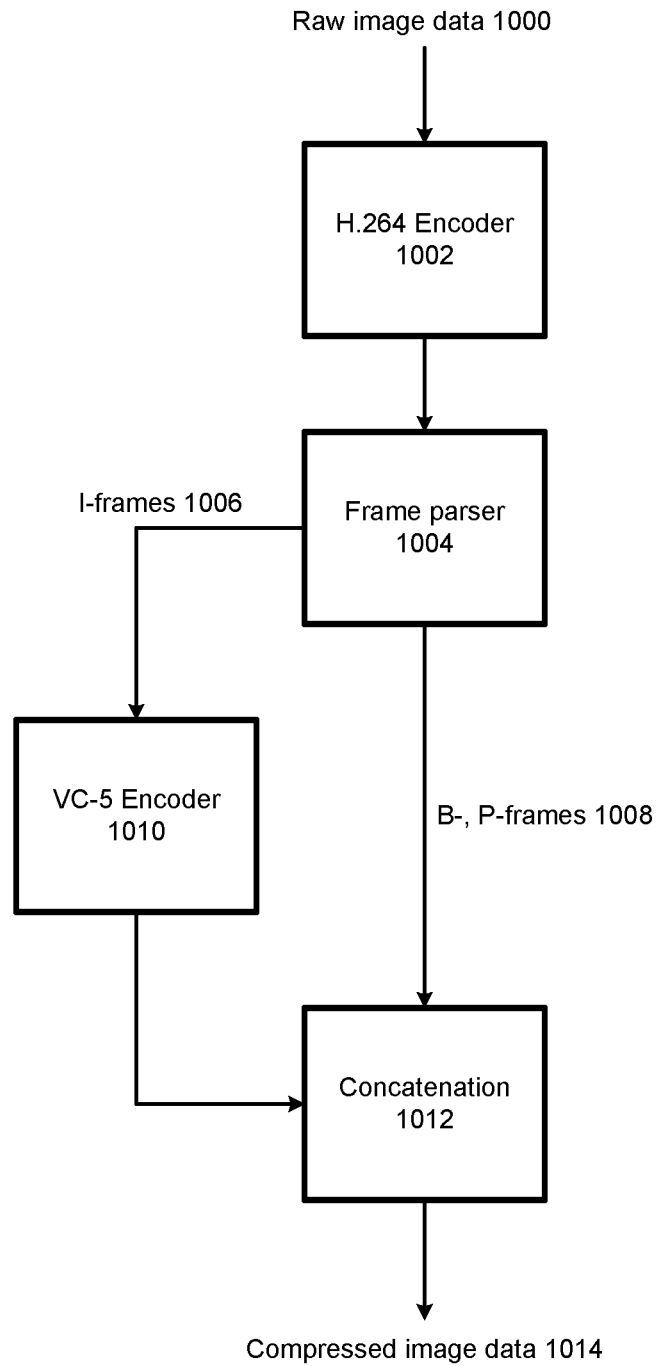 Raw image data 1000
H.264 Encoder
1002
I-frames 1006
Frame parser
1004
VC-5 Encoder
1010
B-, P-frames 1008
Concatenation
1012
Compressed image data 1014